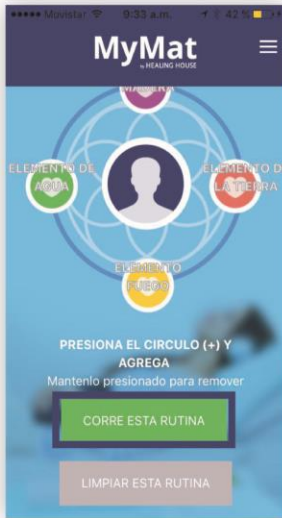 Movistar 9:33 a.m. 42 %
MyMat
by HEALING HOUSE
MADERA
ELEMENTO DE
AGUA
ELEMENTO D
LA TIERRA
ELEMENTO
FUEGO
PRESIONA EL CIRCULO (+) Y
AGREGA
Mantenlo presionado para remover
CORRE ESTA RUTINA
LIMPIAR ESTA RUTINA